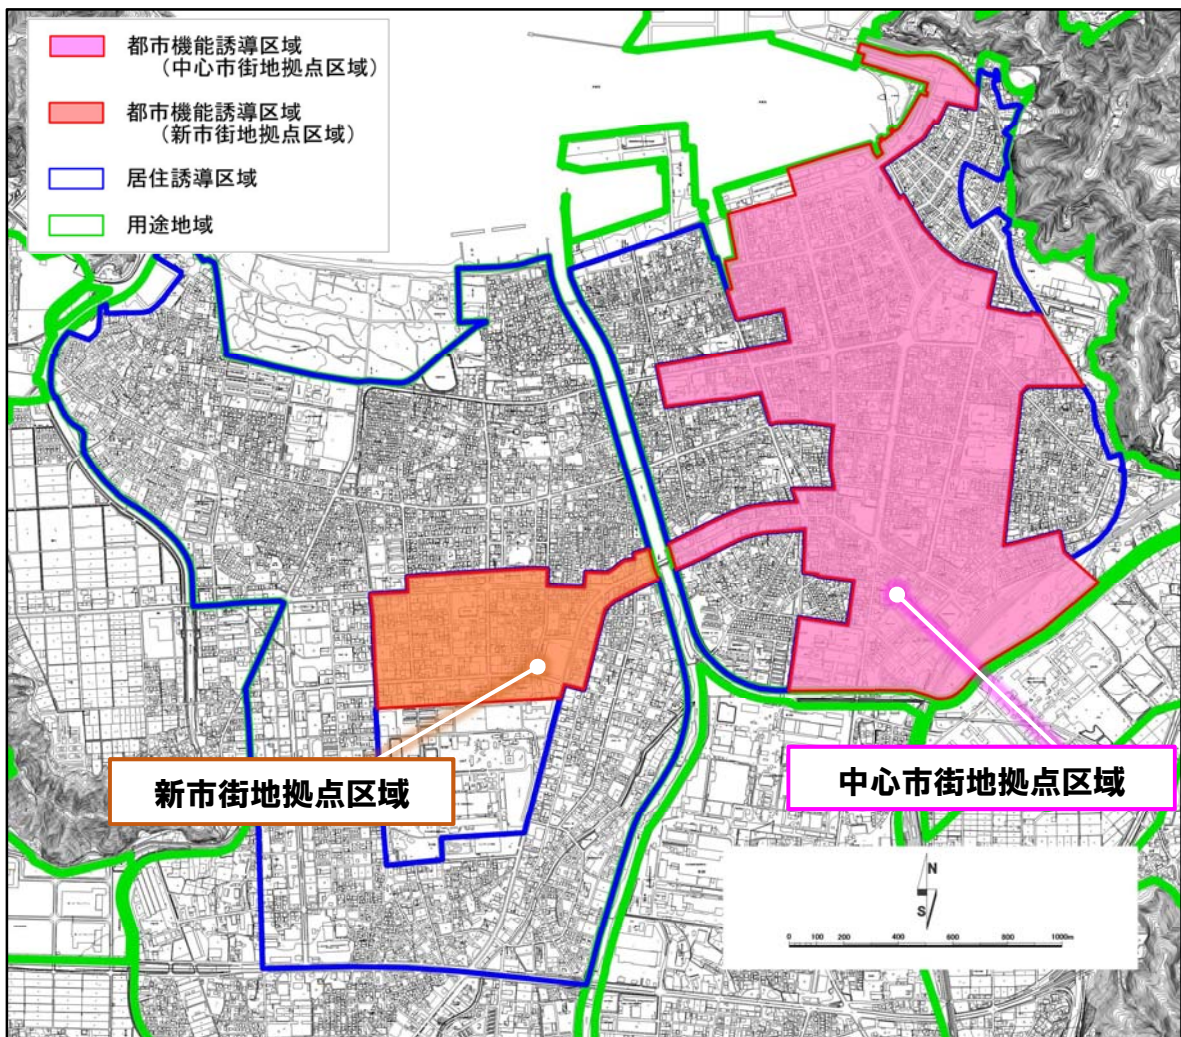 都市機能誘導区域
(中心市街地拠点区域)
都市機能誘導区域
(新市街地拠点区域)
居住誘導区域
用途地域
新市街地拠点区域
中心市街地拠点区域
N
S
0 100 200 400 600 800 1000m